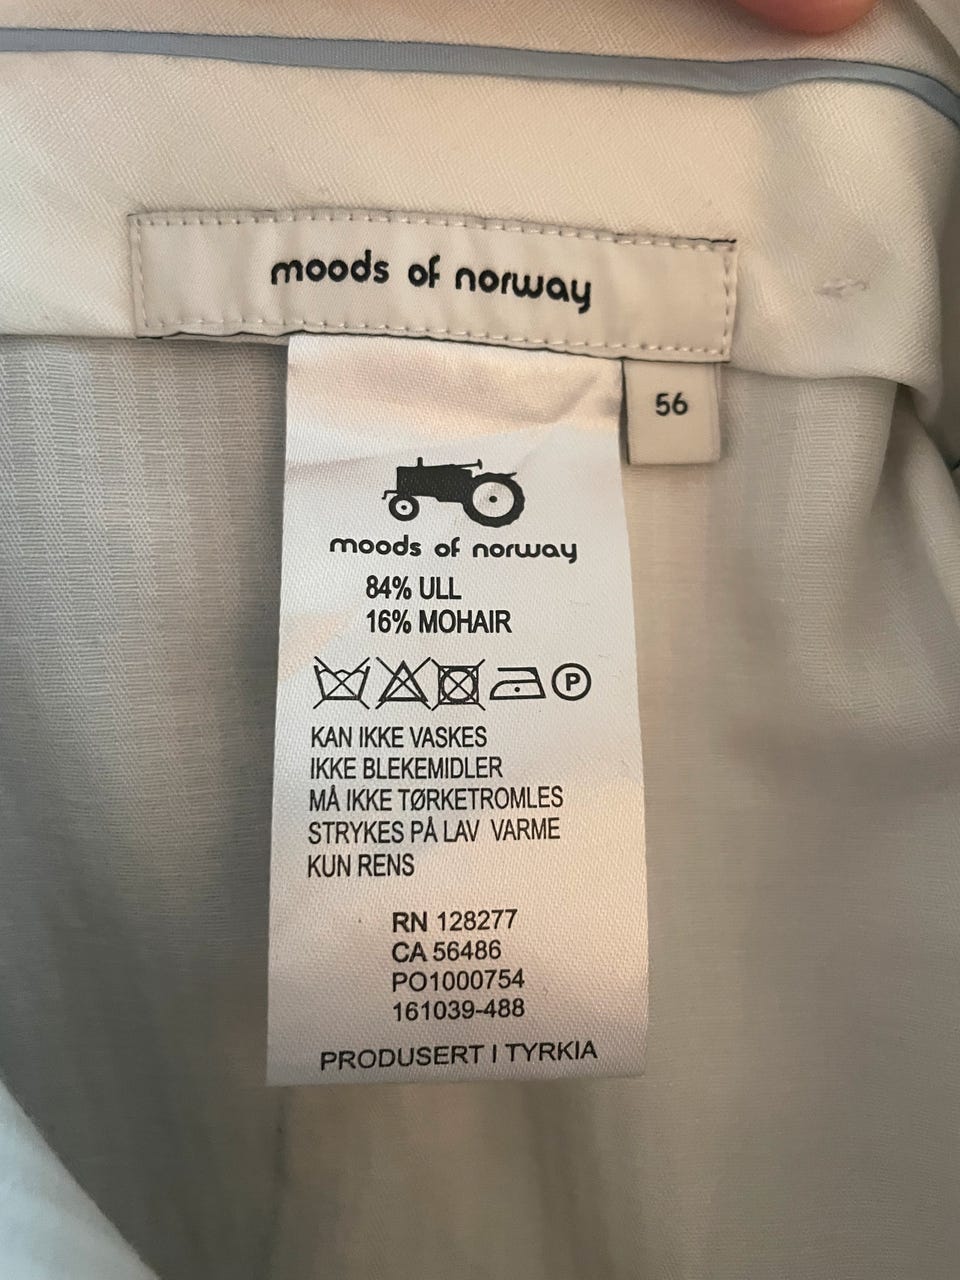 moods of norway
56
moods of norway
84% ULL
16% MOHAIR
P
KAN IKKE VASKES
IKKE BLEKEMIDLER
MÅ IKKE TØRKETROMLES
STRYKES PÅ LAV VARME
KUN RENS
RN 128277
CA 56486
PO1000754
161039-488
PRODUSERT I TYRKIA